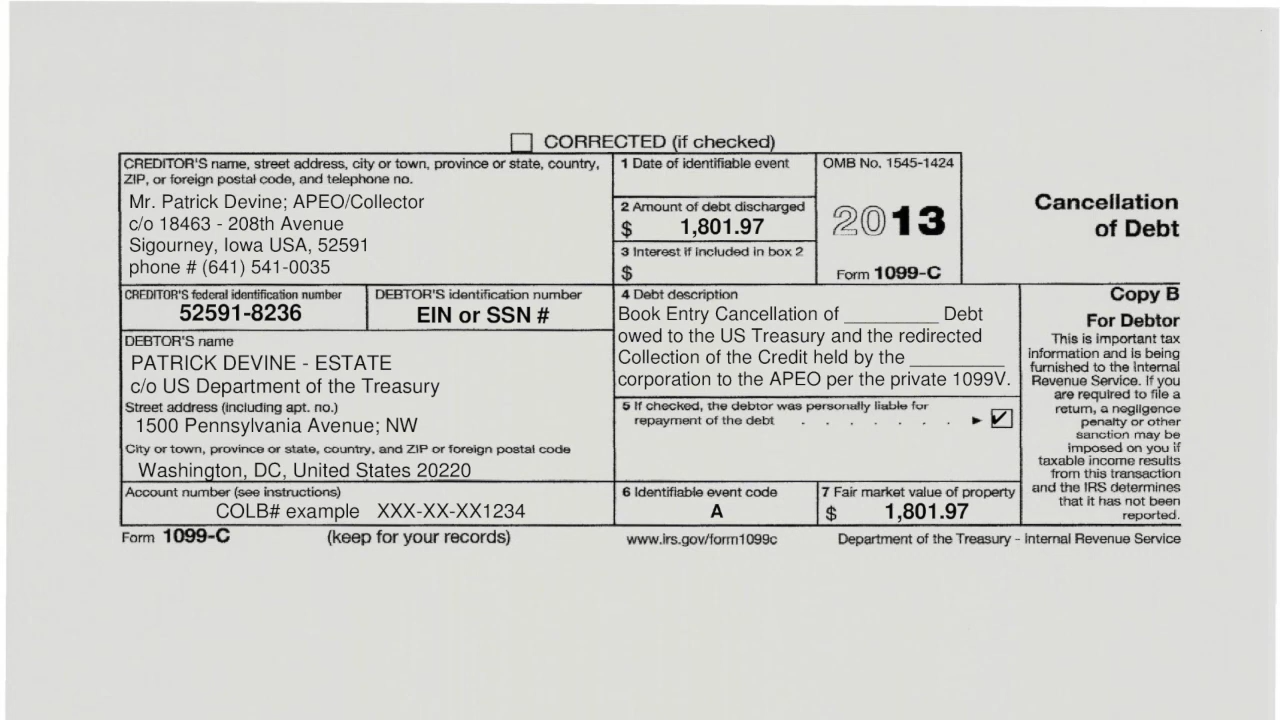 CORRECTED (if checked)
CREDITOR'S name, street address, city or town, province or state, country,
ZIP, or foreign postal code, and telephone no.
Mr. Patrick Devine; APEO/Collector
c/o 18463 - 208th Avenue
Sigourney, Iowa USA, 52591
phone # (641) 541-0035
1 Date of identifiable event
2 Amount of debt discharged
$ 1,801.97
3 Interest if included in box 2
$
OMB No. 1545-1424
2013
Form 1099-C
Cancellation
of Debt
CREDITOR'S federal identification number
52591-8236
DEBTOR'S identification number
EIN or SSN #
DEBTOR'S name
PATRICK DEVINE - ESTATE
c/o US Department of the Treasury
Street address (including apt. no.)
1500 Pennsylvania Avenue; NW
City or town, province or state, country, and ZIP or foreign postal code
Washington, DC, United States 20220
Account number (see instructions)
COLB# example XXX-XX-XX1234
4 Debt description
Book Entry Cancellation of _________ Debt
owed to the US Treasury and the redirected
Collection of the Credit held by the _________
corporation to the APEO per the private 1099V.
5 If checked, the debtor was personally liable for
repayment of the debt . . . . . . . ► ✔
6 Identifiable event code
A
7 Fair market value of property
$ 1,801.97
Copy B
For Debtor
This is important tax
information and is being
furnished to the Internal
Revenue Service. If you
are required to file a
return, a negligence
penalty or other
sanction may be
imposed on you if
taxable income results
from this transaction
and the IRS determines
that it has not been
reported.
Form 1099-C
(keep for your records)
www.irs.gov/form1099c
Department of the Treasury - Internal Revenue Service